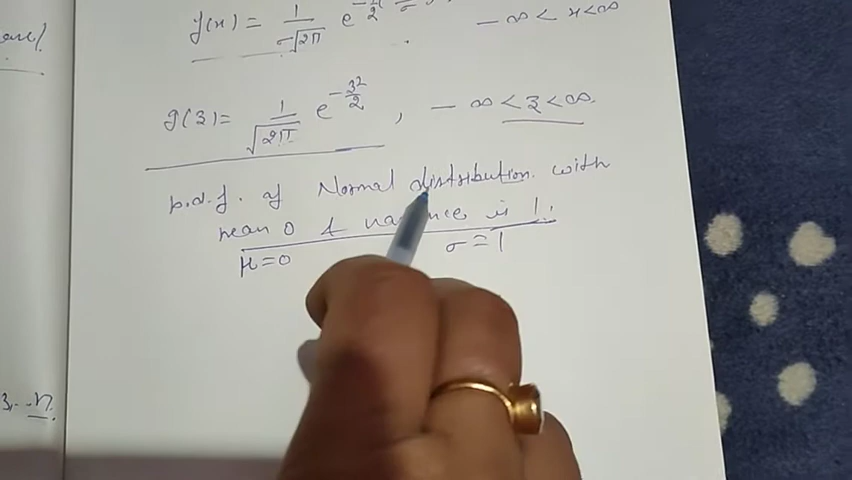 f(x) = 1/(σ√2π) e^-1/2( σ , -∞ < x < ∞
g(z) = 1/√2π e^-z²/2 , -∞ < z < ∞.
p.d.f. of Normal distribution. with
mean 0 & variance is 1.
μ=0 σ=1
3, --n.